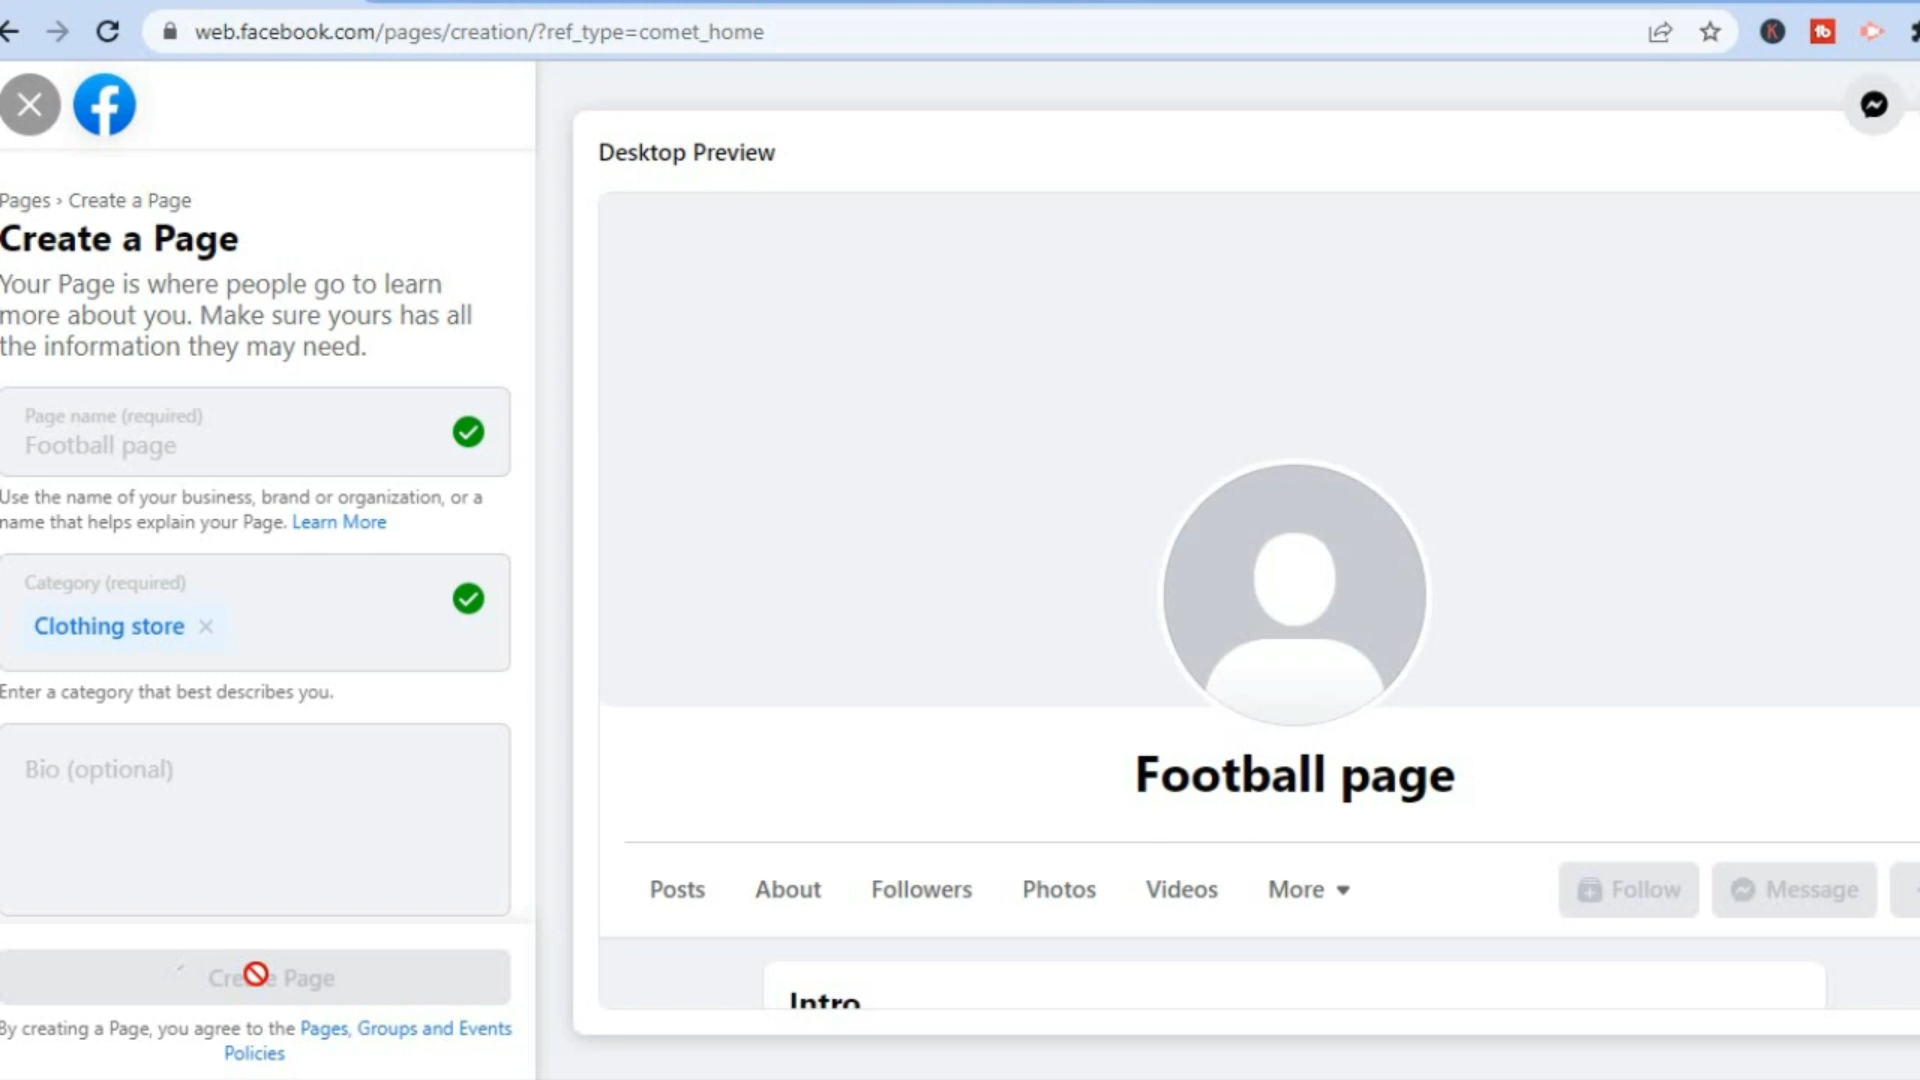 web.facebook.com/pages/creation/?ref_type=comet_home
Pages › Create a Page
Create a Page
Your Page is where people go to learn
more about you. Make sure yours has all
the information they may need.
Page name (required)
Football page
Use the name of your business, brand or organization, or a
name that helps explain your Page. Learn More
Category (required)
Clothing store
Enter a category that best describes you.
Bio (optional)
Create Page
By creating a Page, you agree to the Pages, Groups and Events
Policies
Desktop Preview
Football page
Posts About Followers Photos Videos More
Follow Message
Intro